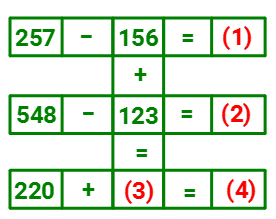 257 − 156 = (1)
+
548 − 123 = (2)
=
220 + (3) = (4)